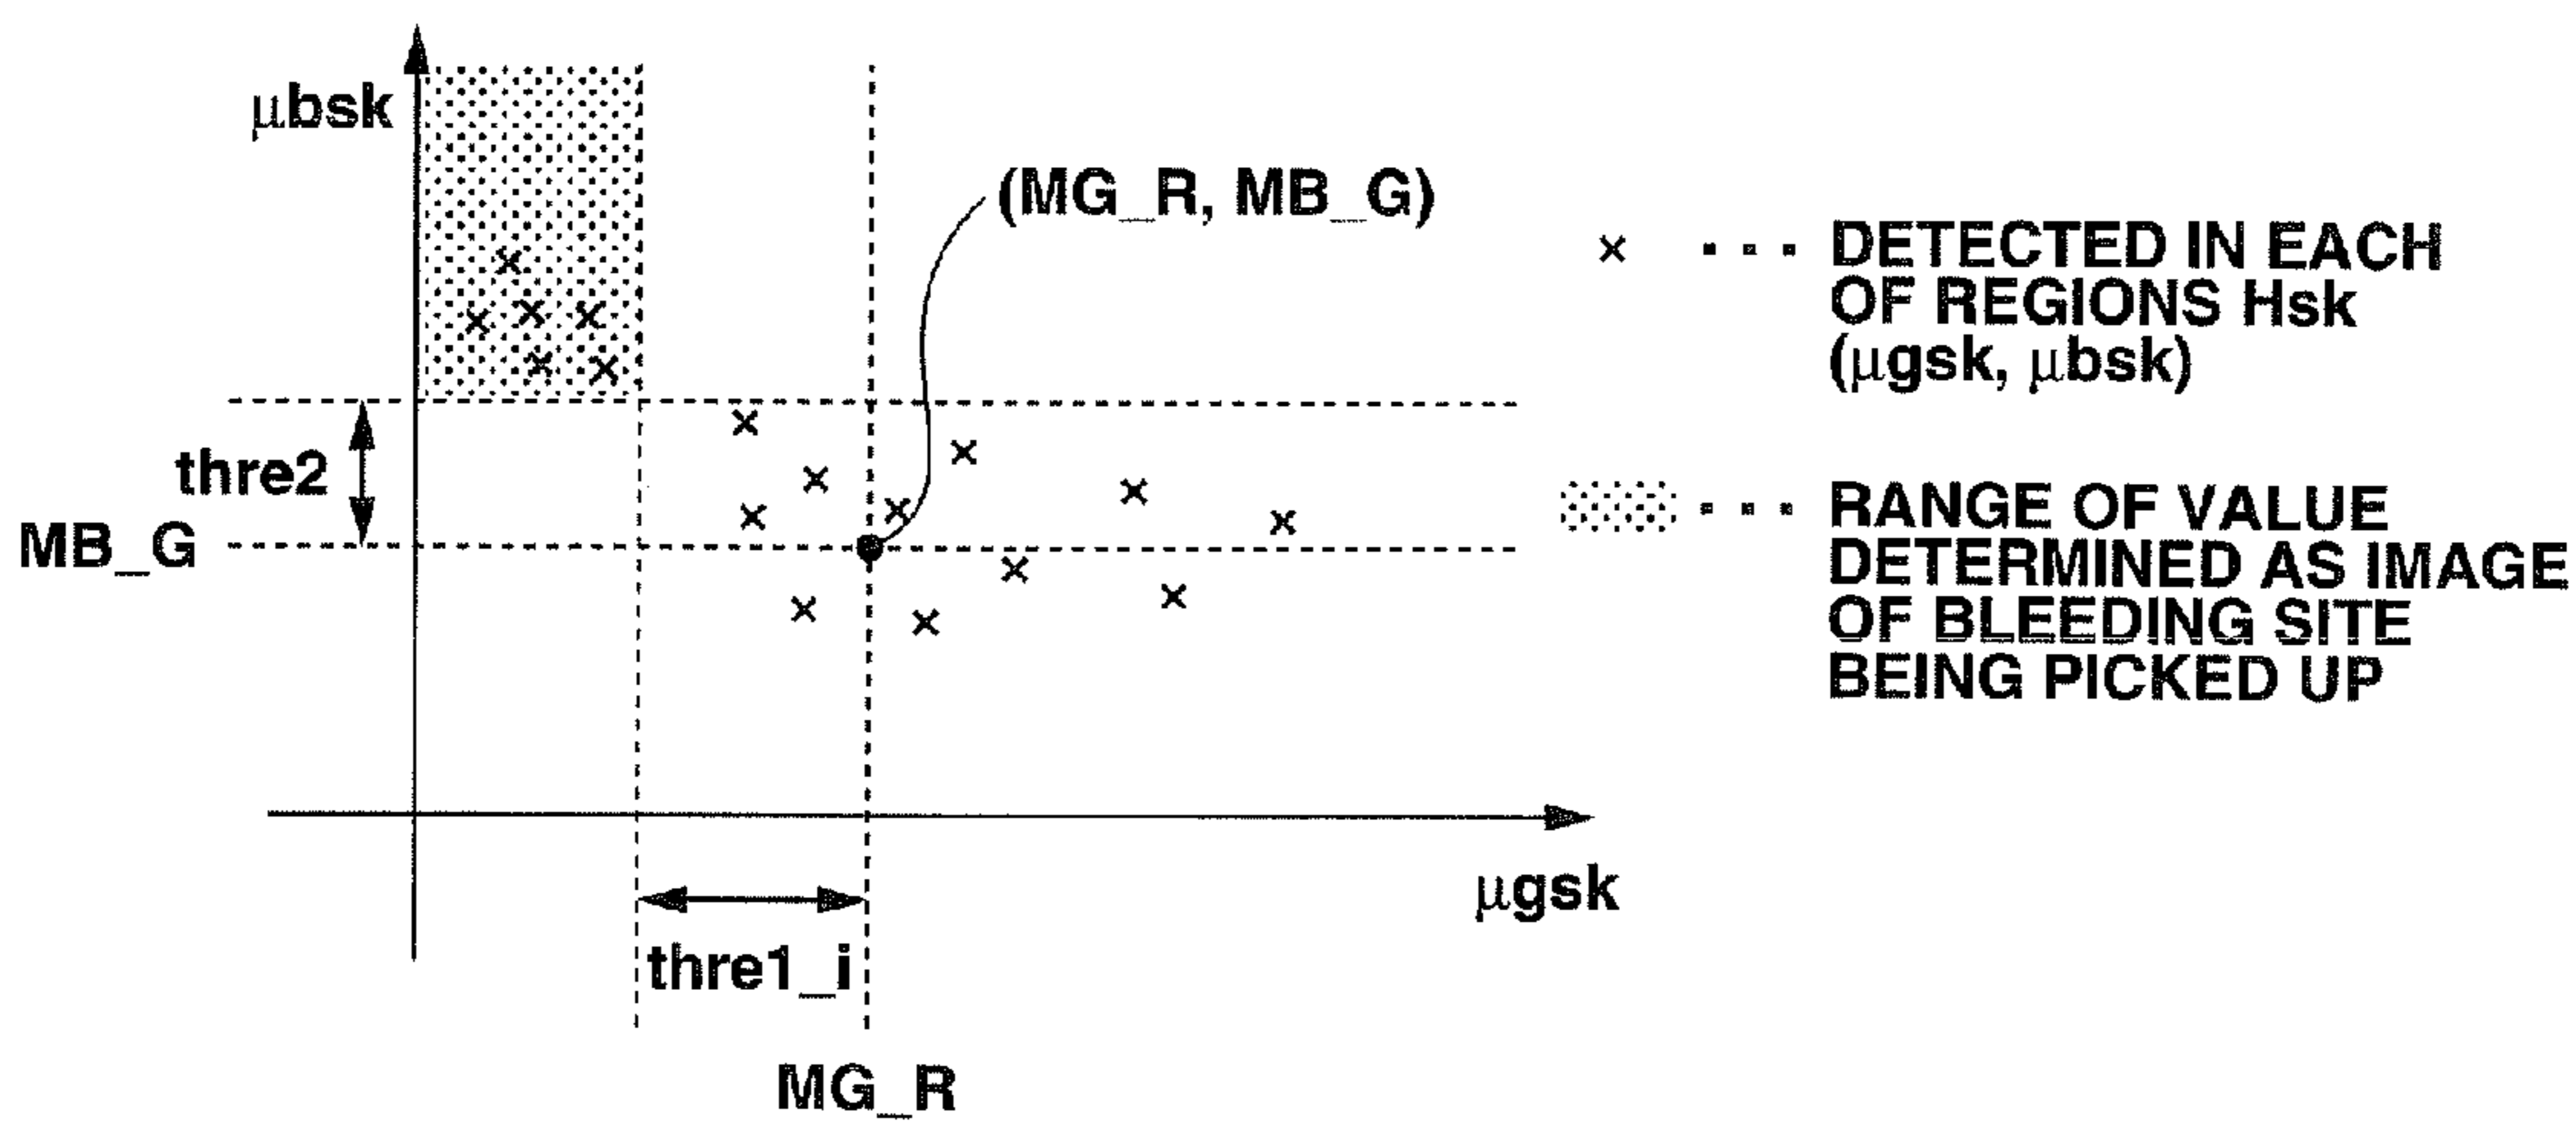 μbsk
(MG_R, MB_G)
× ··· DETECTED IN EACH
OF REGIONS Hsk
(μgsk, μbsk)
thre2
MB_G
··· RANGE OF VALUE
DETERMINED AS IMAGE
OF BLEEDING SITE
BEING PICKED UP
μgsk
thre1_i
MG_R